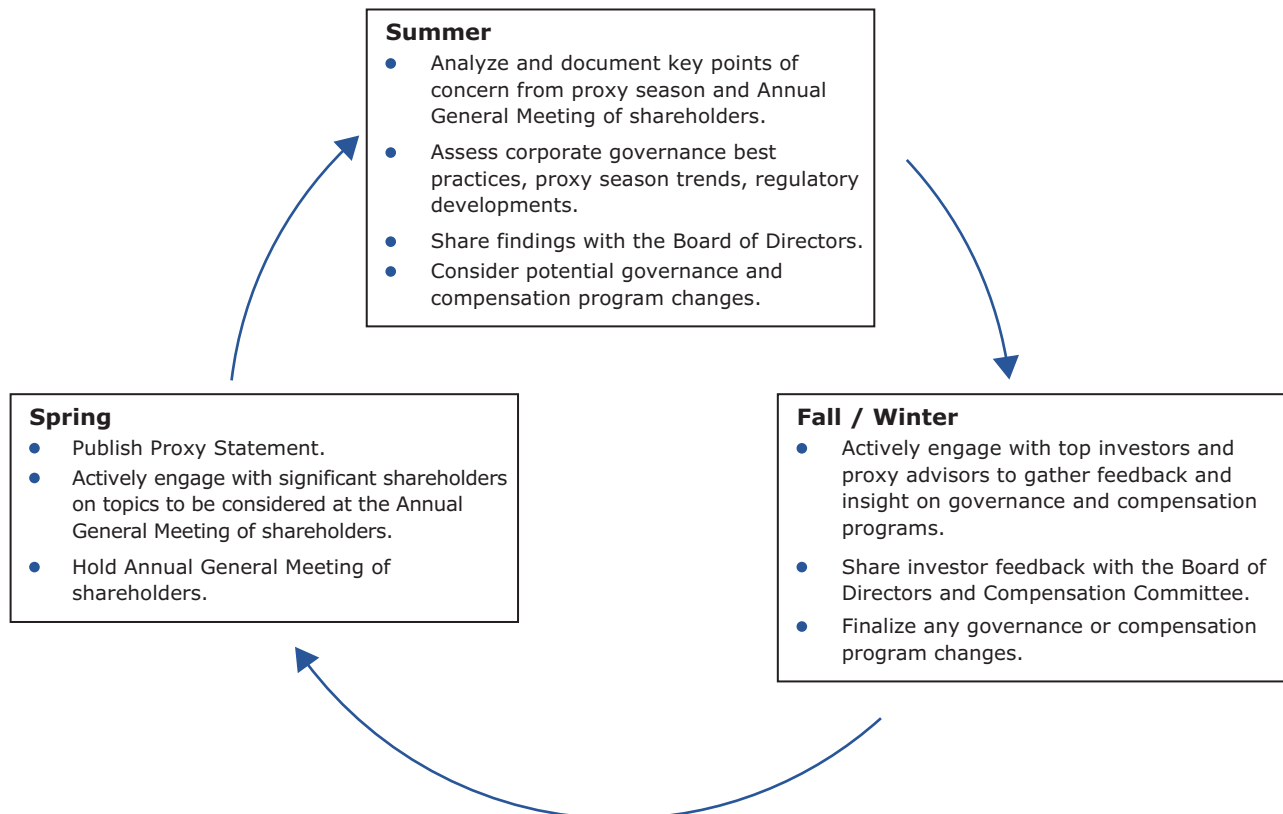 Summer
● Analyze and document key points of
concern from proxy season and Annual
General Meeting of shareholders.
● Assess corporate governance best
practices, proxy season trends, regulatory
developments.
● Share findings with the Board of Directors.
● Consider potential governance and
compensation program changes.
Spring
● Publish Proxy Statement.
● Actively engage with significant shareholders
on topics to be considered at the Annual
General Meeting of shareholders.
● Hold Annual General Meeting of
shareholders.
Fall / Winter
● Actively engage with top investors and
proxy advisors to gather feedback and
insight on governance and compensation
programs.
● Share investor feedback with the Board of
Directors and Compensation Committee.
● Finalize any governance or compensation
program changes.